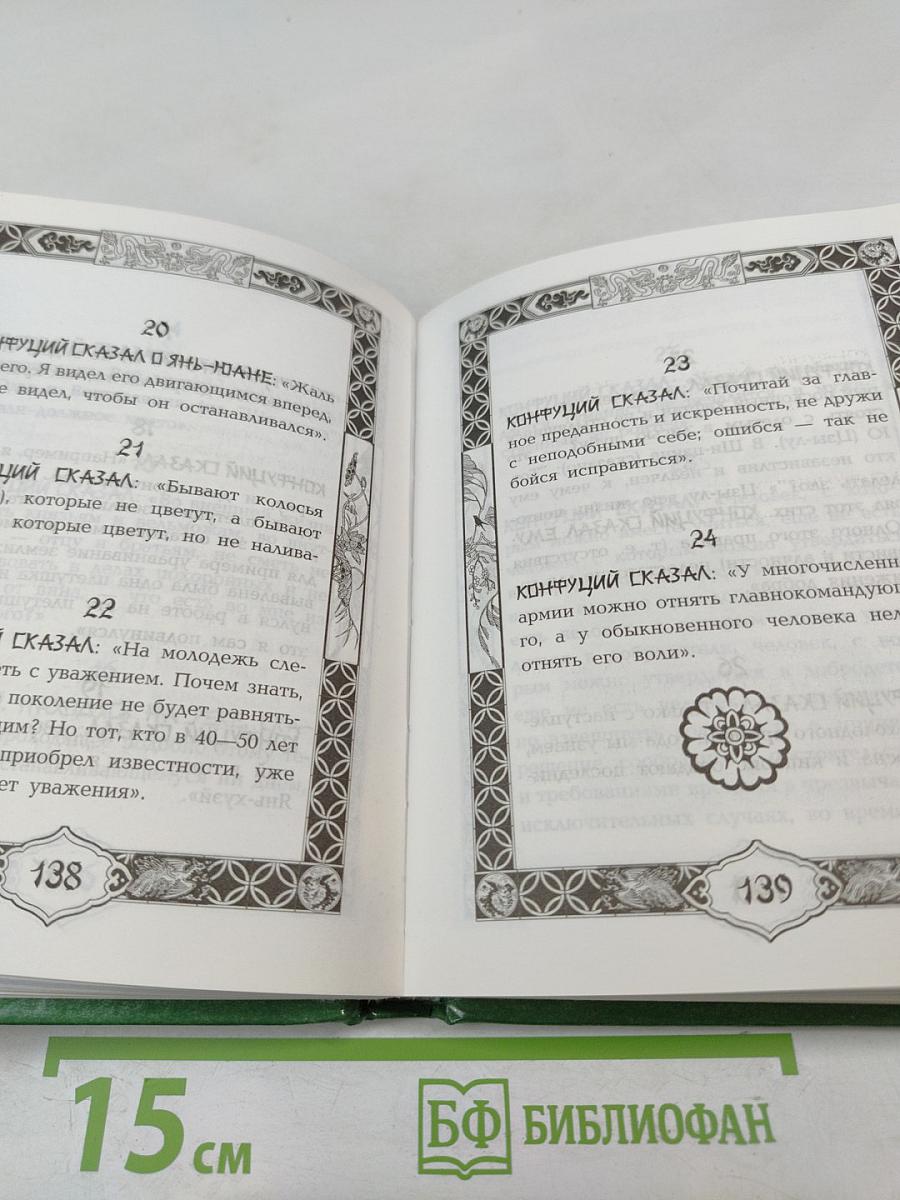 20
НФУЦИЙ СКАЗАЛ О ЯНЬ-ЮАНЕ: «Жаль
его. Я видел его двигающимся вперед,
е видел, чтобы он останавливался».
21
УЦИЙ СКАЗАЛ: «Бывают колосья
), которые не цветут, а бывают
которые цветут, но не налива-
22
Й СКАЗАЛ: «На молодежь сле-
еть с уважением. Почем знать,
поколение не будет равнять-
щим? Но тот, кто в 40—50 лет
приобрел известности, уже
ет уважения».
138
23
КОНФУЦИЙ СКАЗАЛ: «Почитай за глав-
ное преданность и искренность, не дружи
с неподобными себе; ошибся — так не
бойся исправиться».
24
КОНФУЦИЙ СКАЗАЛ: «У многочисленн
армии можно отнять главнокомандующ
го, а у обыкновенного человека нел
отнять его воли».
139
15 см
БФ БИБЛИОФАН